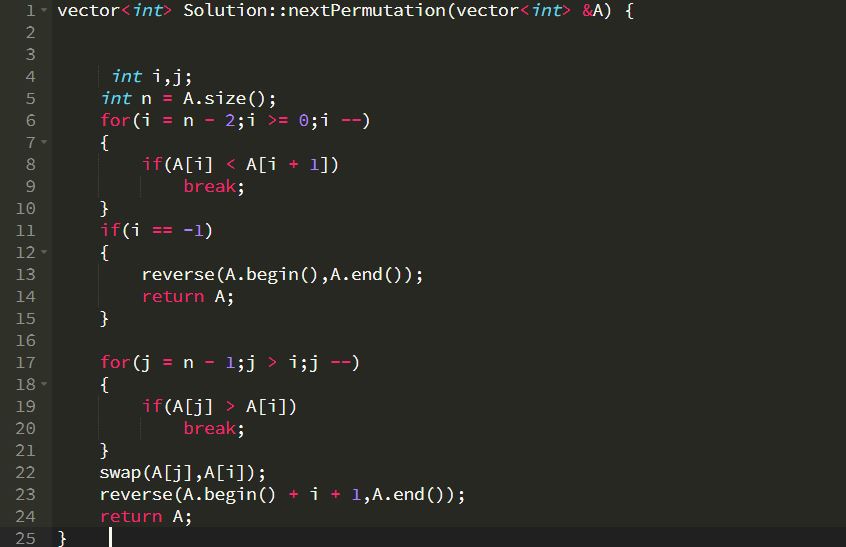 1 vector<int> Solution::nextPermutation(vector<int> &A) {
2
3
4 int i,j;
5 int n = A.size();
6 for(i = n - 2;i >= 0;i --)
7 {
8 if(A[i] < A[i + 1])
9 break;
10 }
11 if(i == -1)
12 {
13 reverse(A.begin(),A.end());
14 return A;
15 }
16
17 for(j = n - 1;j > i;j --)
18 {
19 if(A[j] > A[i])
20 break;
21 }
22 swap(A[j],A[i]);
23 reverse(A.begin() + i + 1,A.end());
24 return A;
25 }